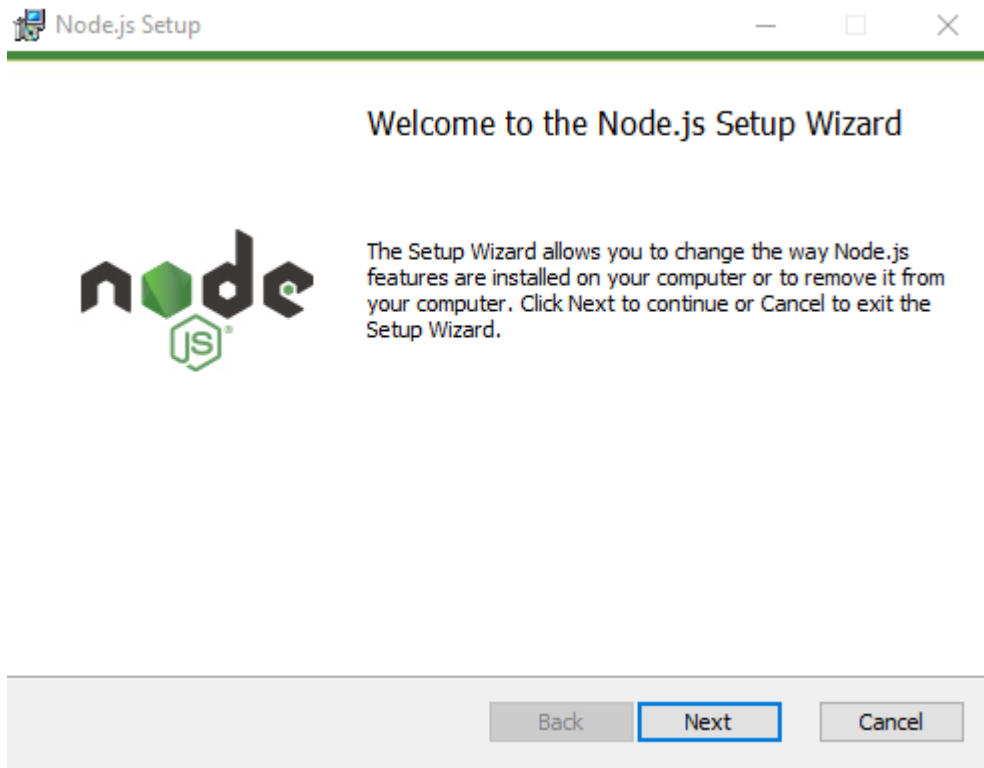 Node.js Setup
Welcome to the Node.js Setup Wizard
The Setup Wizard allows you to change the way Node.js
features are installed on your computer or to remove it from
your computer. Click Next to continue or Cancel to exit the
Setup Wizard.
node
JS®
Back
Next
Cancel